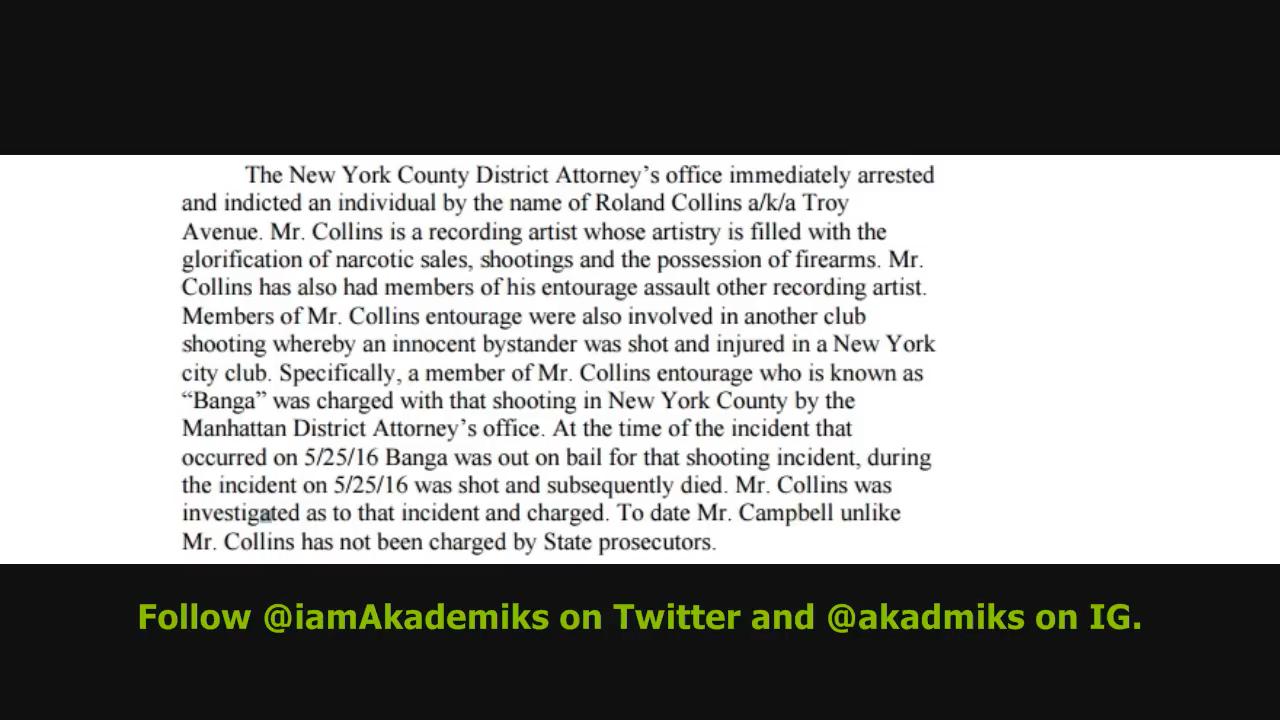 The New York County District Attorney’s office immediately arrested
and indicted an individual by the name of Roland Collins a/k/a Troy
Avenue. Mr. Collins is a recording artist whose artistry is filled with the
glorification of narcotic sales, shootings and the possession of firearms. Mr.
Collins has also had members of his entourage assault other recording artist.
Members of Mr. Collins entourage were also involved in another club
shooting whereby an innocent bystander was shot and injured in a New York
city club. Specifically, a member of Mr. Collins entourage who is known as
“Banga” was charged with that shooting in New York County by the
Manhattan District Attorney’s office. At the time of the incident that
occurred on 5/25/16 Banga was out on bail for that shooting incident, during
the incident on 5/25/16 was shot and subsequently died. Mr. Collins was
investigated as to that incident and charged. To date Mr. Campbell unlike
Mr. Collins has not been charged by State prosecutors.
Follow @iamAkademiks on Twitter and @akadmiks on IG.